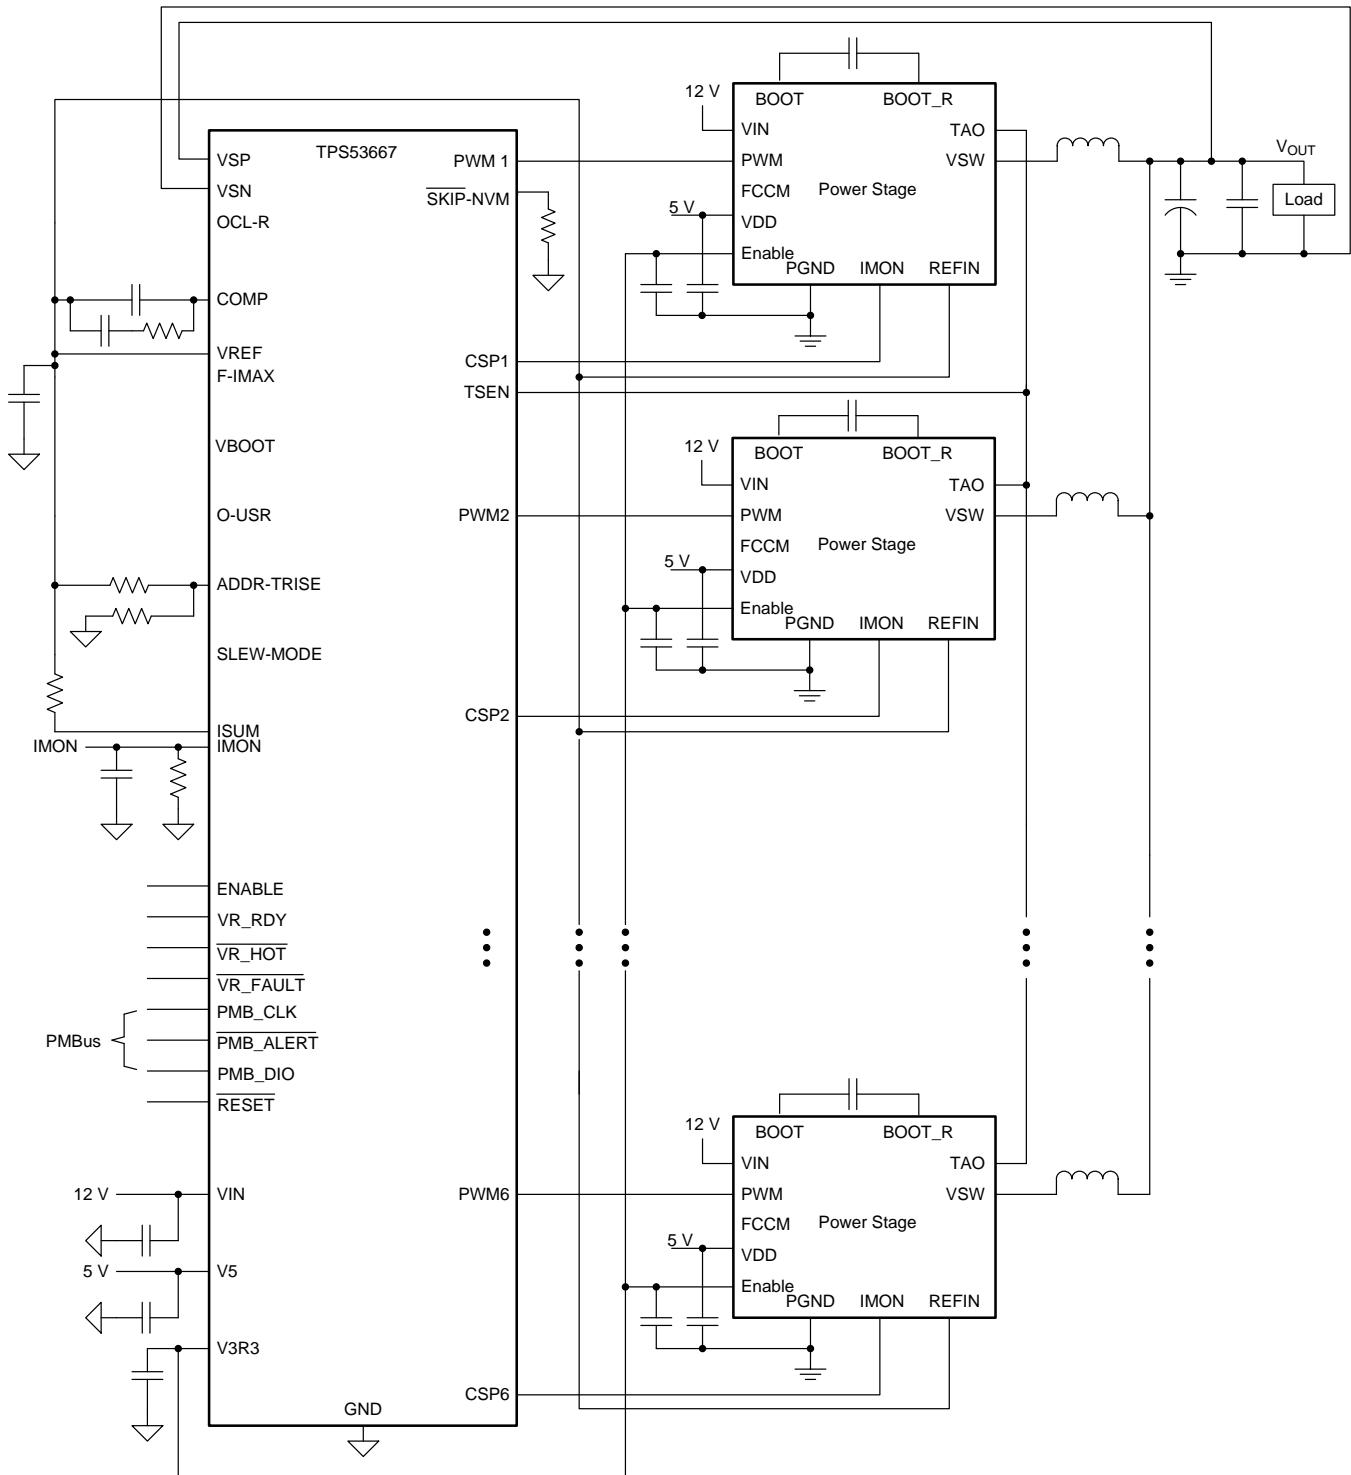 TPS53667
VSP
VSN
OCL-R
COMP
VREF
F-IMAX
VBOOT
O-USR
ADDR-TRISE
SLEW-MODE
ISUM
IMON
IMON
ENABLE
VR_RDY
VR_HOT
VR_FAULT
PMB_CLK
PMBus
PMB_ALERT
PMB_DIO
RESET
12 V
VIN
5 V
V5
V3R3
GND
PWM 1
SKIP-NVM
CSP1
TSEN
PWM2
CSP2
PWM6
CSP6
12 V
BOOT
BOOT_R
VIN
TAO
PWM
VSW
FCCM
Power Stage
5 V
VDD
Enable
PGND
IMON
REFIN
VOUT
Load
12 V
BOOT
BOOT_R
VIN
TAO
PWM
VSW
FCCM
Power Stage
5 V
VDD
Enable
PGND
IMON
REFIN
12 V
BOOT
BOOT_R
VIN
TAO
PWM
VSW
FCCM
Power Stage
5 V
VDD
Enable
PGND
IMON
REFIN